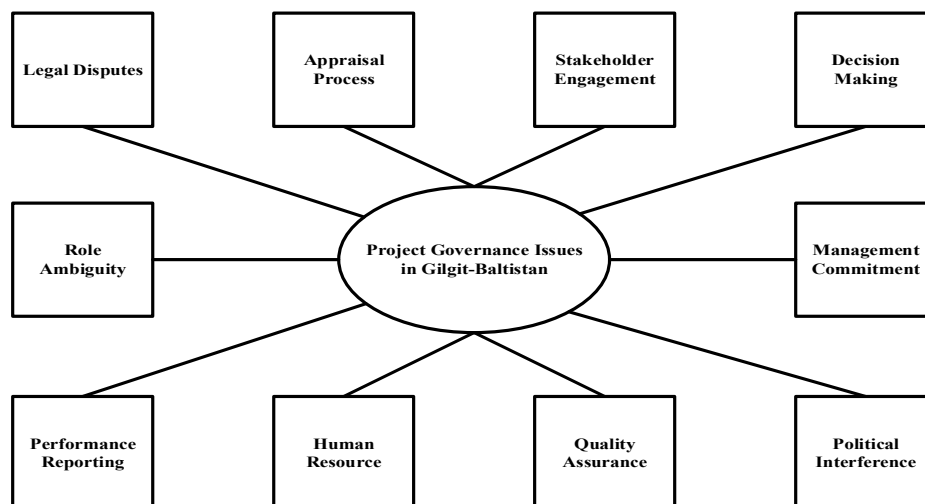 Legal Disputes
Appraisal
Process
Stakeholder
Engagement
Decision
Making
Role
Ambiguity
Project Governance Issues
in Gilgit-Baltistan
Management
Commitment
Performance
Reporting
Human
Resource
Quality
Assurance
Political
Interference